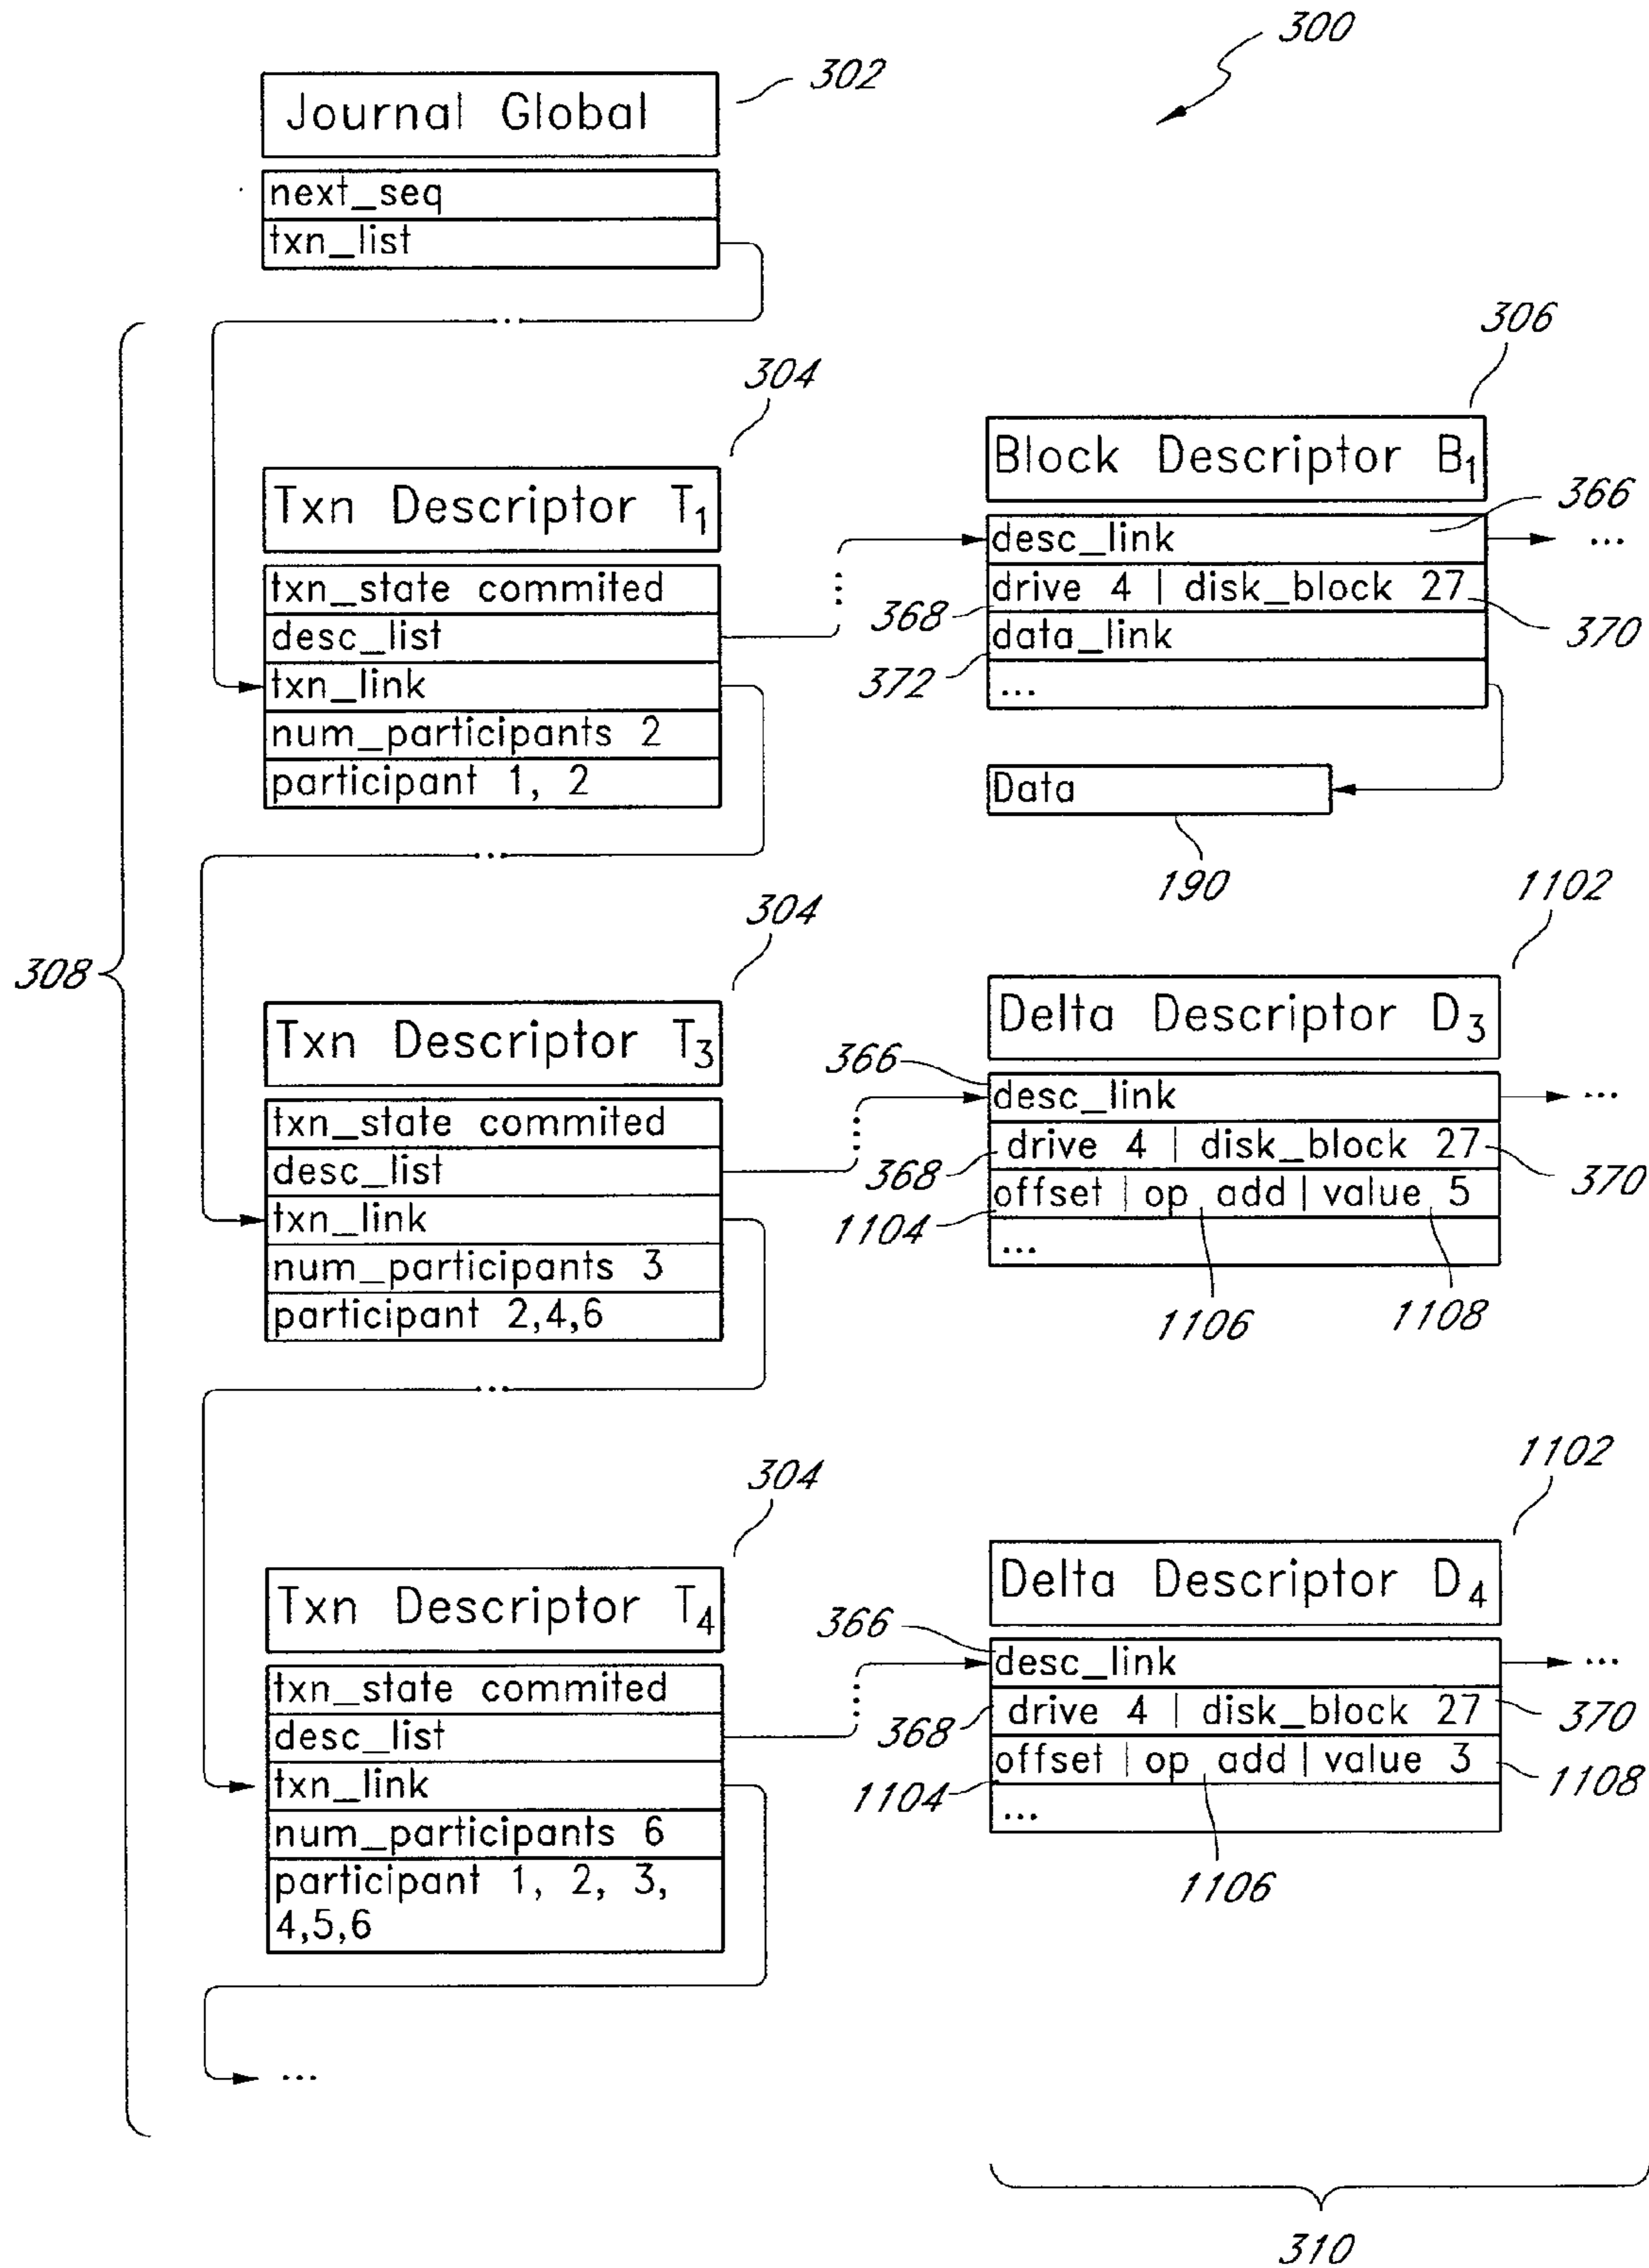 300
302
Journal Global
next_seq
txn_list
...
308
304
Txn Descriptor T1
txn_state commited
desc_list
txn_link
num_participants 2
participant 1, 2
...
306
Block Descriptor B1
366
desc_link
...
drive 4 | disk_block 27
368
370
data_link
372
...
Data
190
304
Txn Descriptor T3
txn_state commited
desc_list
txn_link
num_participants 3
participant 2,4,6
...
1102
Delta Descriptor D3
366
desc_link
...
drive 4 | disk_block 27
368
370
offset | op add | value 5
1104
...
1106
1108
304
Txn Descriptor T4
txn_state commited
desc_list
txn_link
num_participants 6
participant 1, 2, 3,
4,5,6
...
1102
Delta Descriptor D4
366
desc_link
...
drive 4 | disk_block 27
368
370
offset | op add | value 3
1104
1108
...
1106
310